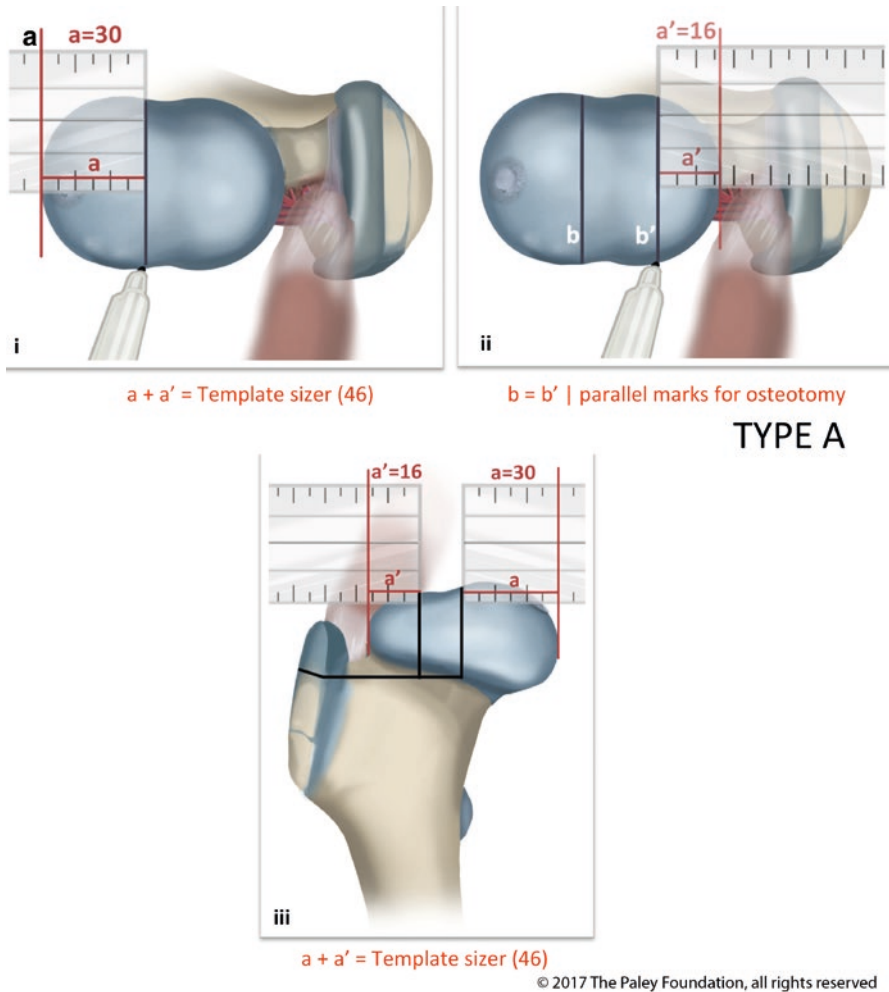 a
a=30
a
i
a + a' = Template sizer (46)
a'=16
a'
b
b'
ii
b = b' | parallel marks for osteotomy
TYPE A
a'=16
a=30
a'
a
iii
a + a' = Template sizer (46)
© 2017 The Paley Foundation, all rights reserved